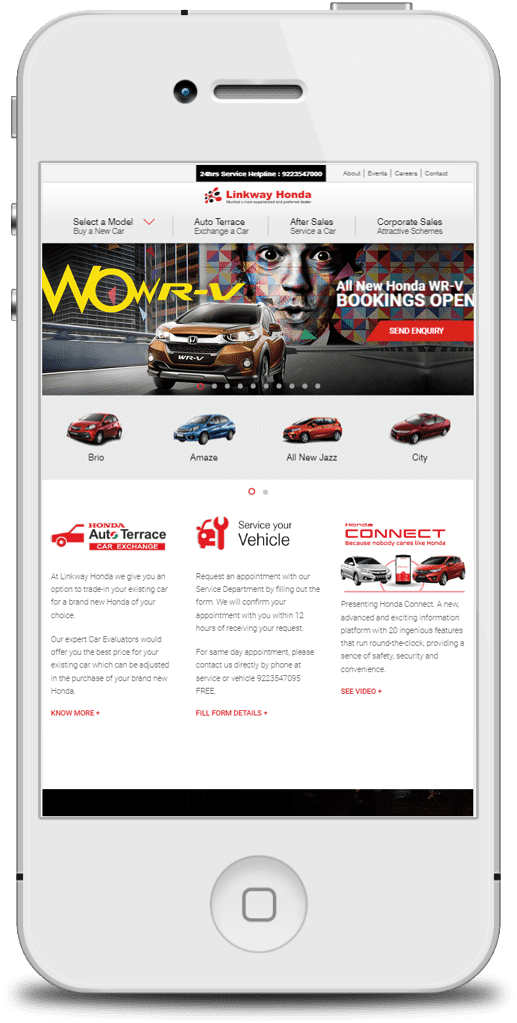 24hrs Service Helpline : 9223547000
About | Events | Careers | Contact
Linkway Honda
Mumbai's most experienced and preferred dealer
Select a Model
Buy a New Car
Auto Terrace
Exchange a Car
After Sales
Service a Car
Corporate Sales
Attractive Schemes
WOWR-V
WR-V
All New Honda WR-V
BOOKINGS OPEN
SEND ENQUIRY
Brio
Amaze
All New Jazz
City
HONDA
Auto Terrace
CAR EXCHANGE
At Linkway Honda we give you an
option to trade-in your existing car
for a brand new Honda of your
choice.
Our expert Car Evaluators would
offer you the best price for your
existing car which can be adjusted
in the purchase of your brand new
Honda.
KNOW MORE +
Service your
Vehicle
Request an appointment with our
Service Department by filling out the
form. We will confirm your
appointment with you within 12
hours of receiving your request.
For same day appointment, please
contact us directly by phone at
service or vehicle 9223547095
FREE.
FILL FORM DETAILS +
Honda
CONNECT
Because nobody cares like Honda
Presenting Honda Connect. A new,
advanced and exciting information
platform with 20 ingenious features
that run round-the-clock, providing a
sense of safety, security and
convenience.
SEE VIDEO +